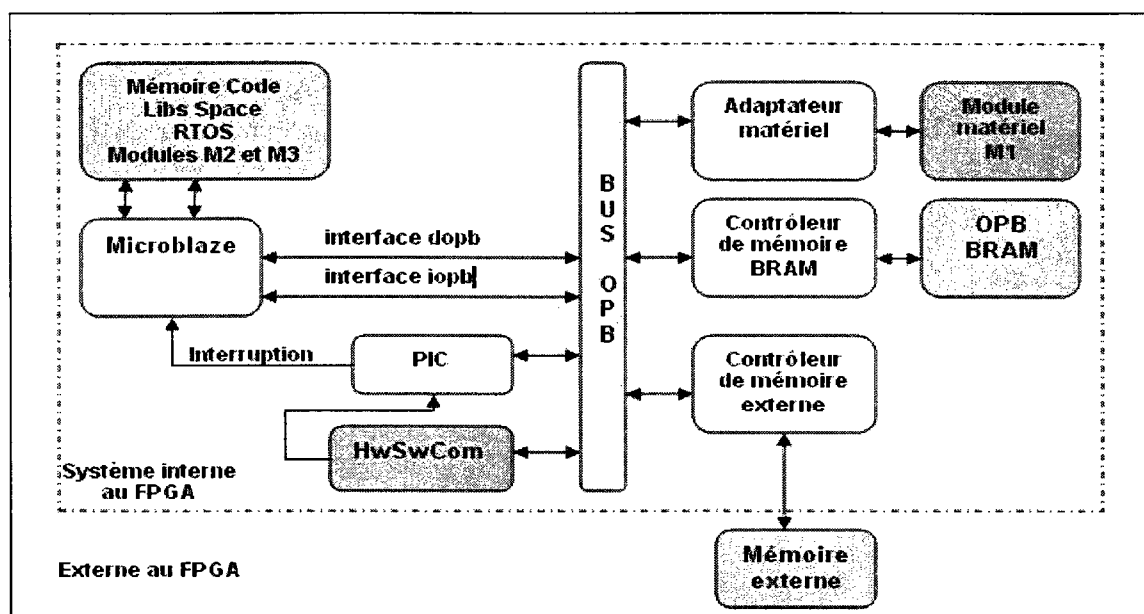 Mémoire Code
Libs Space
RTOS
Modules M2 et M3
Microblaze
interface dopb
interface iopb
Interruption
PIC
HwSwCom
Système interne
au FPGA
BUS OPB
Adaptateur
matériel
Module
matériel
M1
Contrôleur
de mémoire
BRAM
OPB
BRAM
Contrôleur
de mémoire
externe
Mémoire
externe
Externe au FPGA